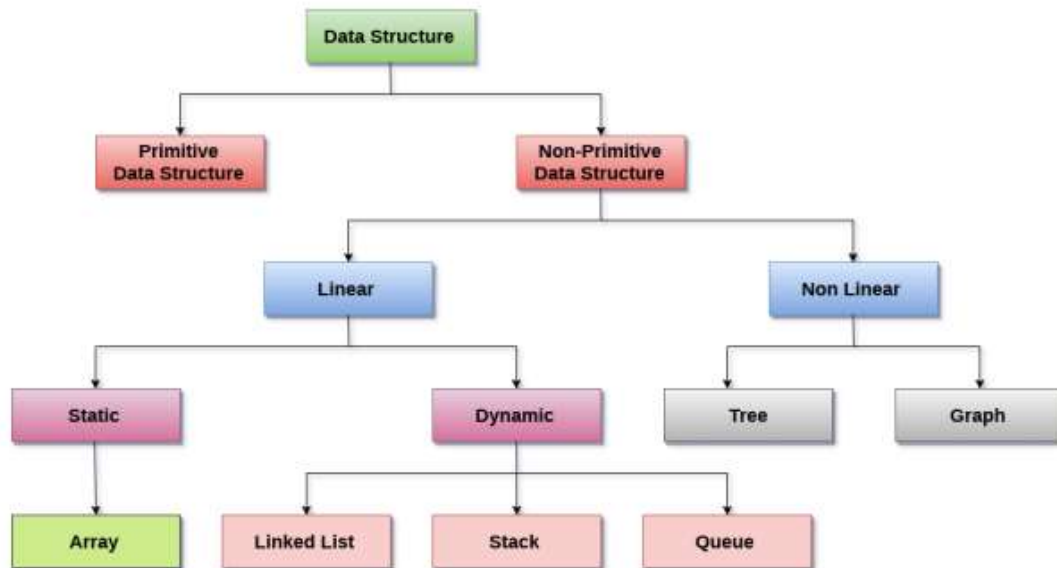 Data Structure
Primitive
Data Structure
Non-Primitive
Data Structure
Linear
Non Linear
Static
Dynamic
Tree
Graph
Array
Linked List
Stack
Queue